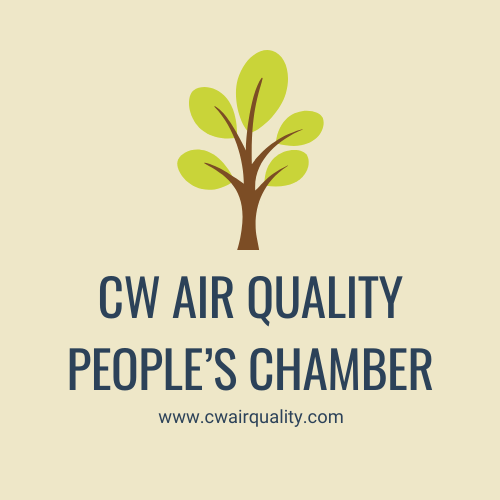 CW AIR QUALITY
PEOPLE’S CHAMBER
www.cwairquality.com